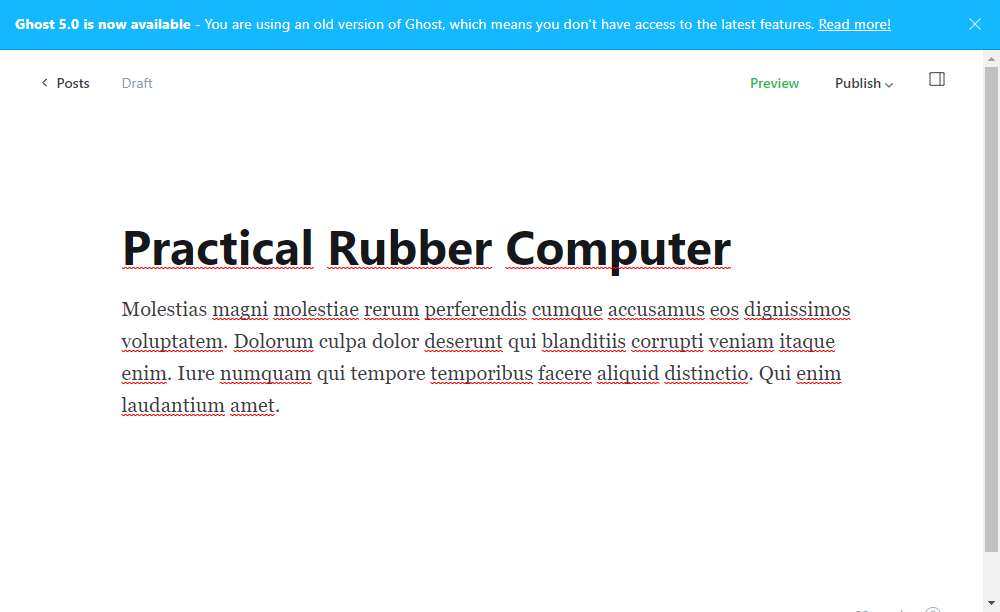 Ghost 5.0 is now available - You are using an old version of Ghost, which means you don't have access to the latest features. Read more!
Posts
Draft
Preview
Publish
Practical Rubber Computer
Molestias magni molestiae rerum perferendis cumque accusamus eos dignissimos
voluptatem. Dolorum culpa dolor deserunt qui blanditiis corrupti veniam itaque
enim. Iure numquam qui tempore temporibus facere aliquid distinctio. Qui enim
laudantium amet.